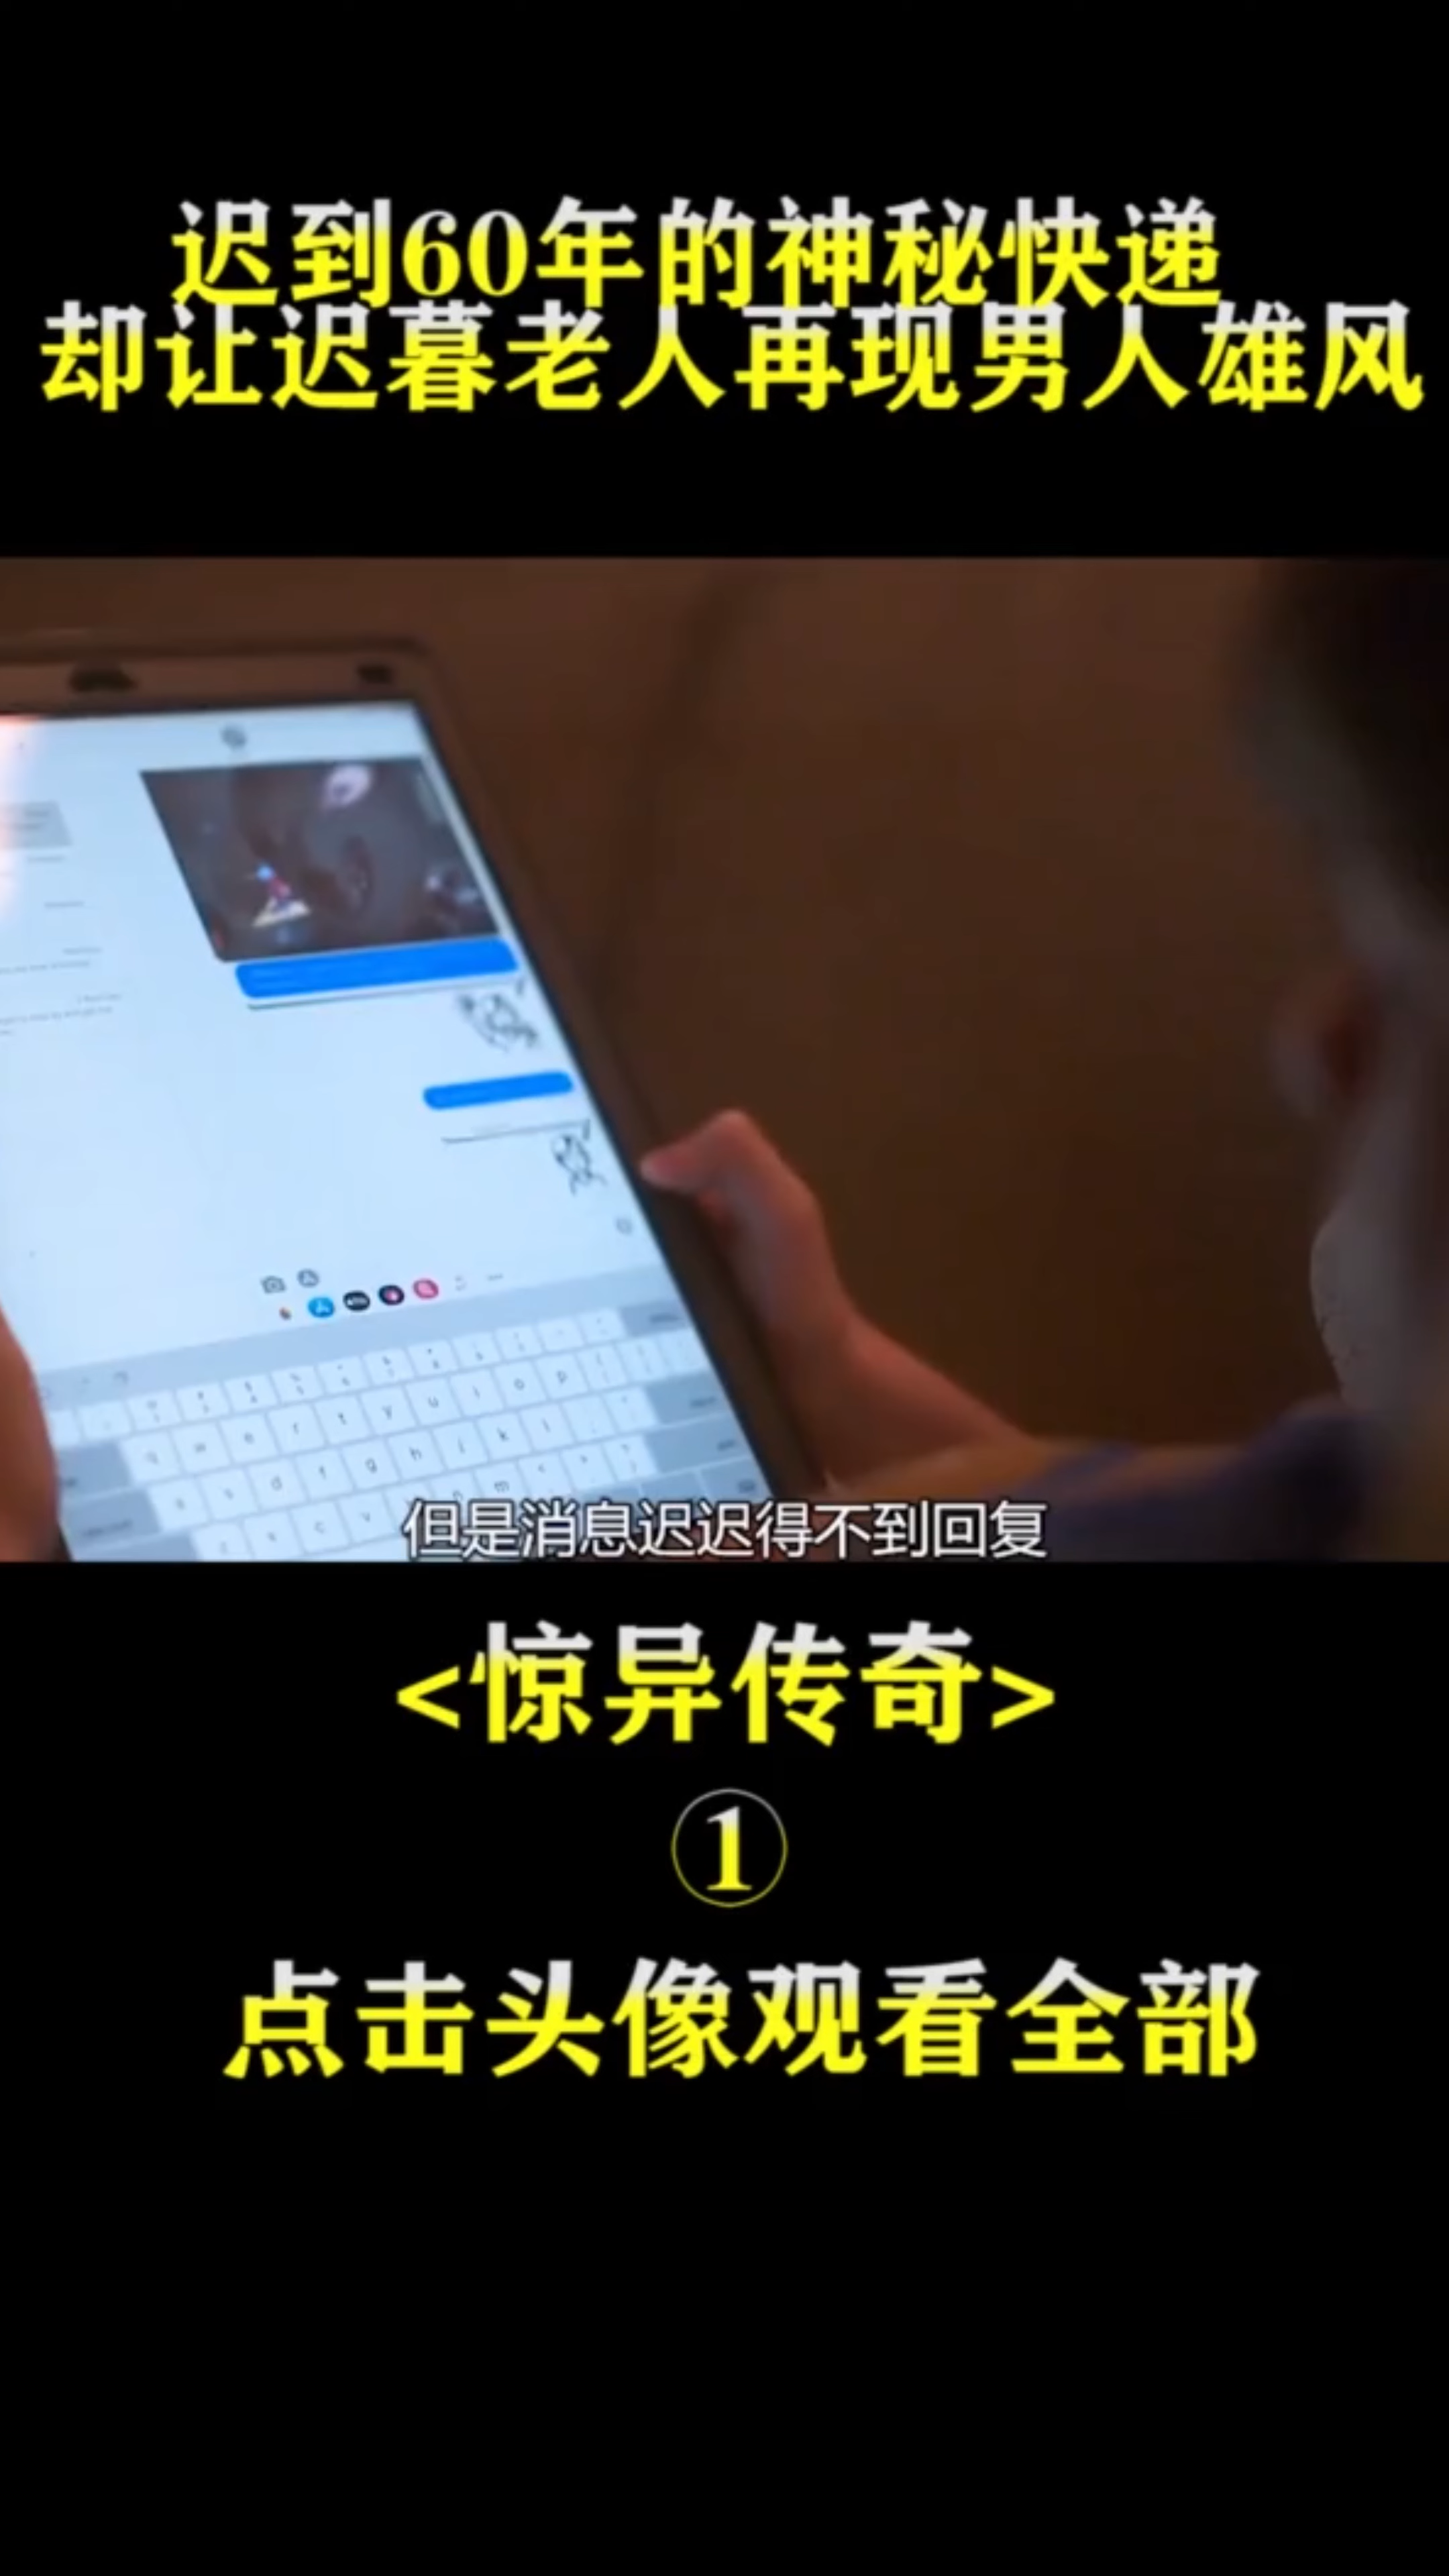 迟到60年的神秘快递
却让迟暮老人再现男人雄风
q w e r t y u i o p
a s d f g h j k l
但是消息迟迟得不到回复
<惊异传奇>
①
点击头像观看全部